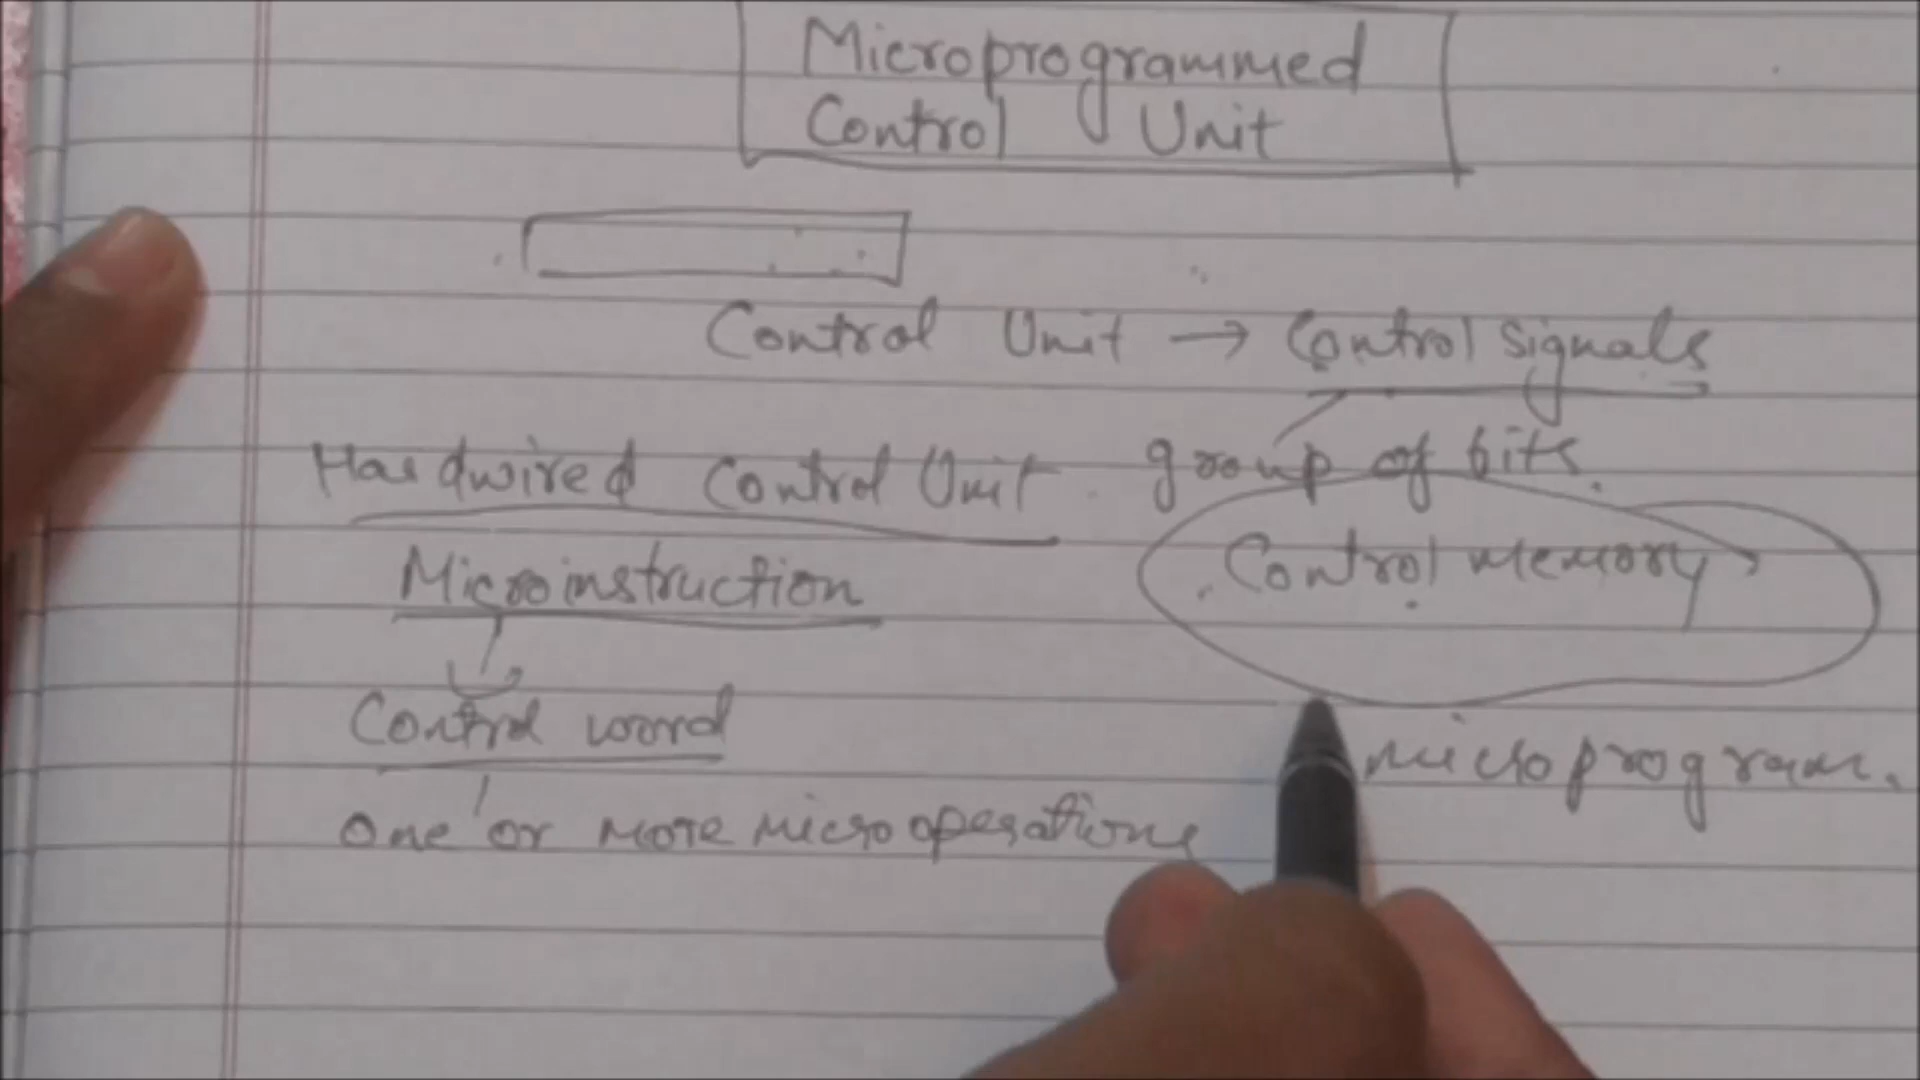 Microprogrammed
Control Unit
Control Unit → Control signals
Hardwired Control Unit group of bits.
Microinstruction
Control memory
Control word
microprogram.
One or more microoperations